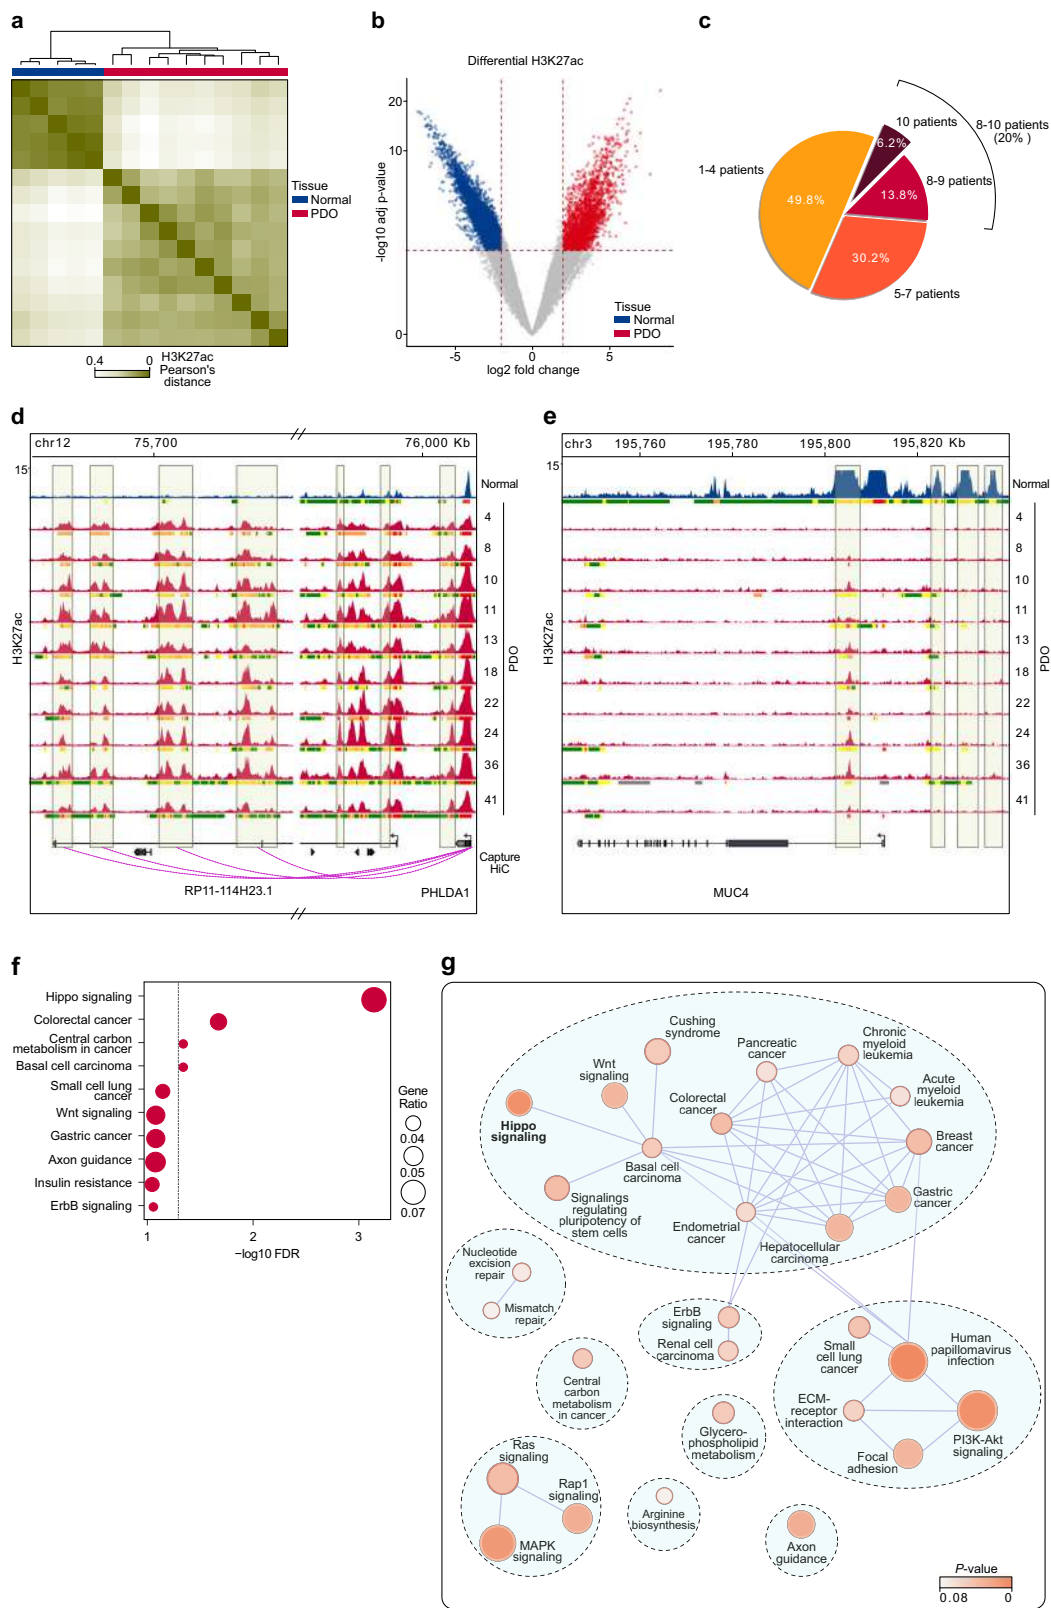 a
Tissue
Normal
PDO
0.4
0
H3K27ac
Pearson's
distance
b
Differential H3K27ac
-log10 adj p-value
20
10
0
Tissue
Normal
PDO
-5
0
5
log2 fold change
c
1-4 patients
10 patients
8-10 patients
(20% )
8-9 patients
6.2%
49.8%
13.8%
30.2%
5-7 patients
d
chr12
75,700
76,000 Kb
15
Normal
4
8
10
11
13
18
22
24
36
41
H3K27ac
PDO
Capture
HiC
RP11-114H23.1
PHLDA1
e
chr3
195,760
195,780
195,800
195,820 Kb
15
Normal
4
8
10
11
13
18
22
24
36
41
H3K27ac
PDO
MUC4
f
Hippo signaling
Colorectal cancer
Central carbon
metabolism in cancer
Basal cell carcinoma
Small cell lung
cancer
Wnt signaling
Gastric cancer
Axon guidance
Insulin resistance
ErbB signaling
1
2
3
−log10 FDR
Gene
Ratio
0.04
0.05
0.07
g
Cushing
syndrome
Pancreatic
cancer
Chronic
myeloid
leukemia
Wnt
signaling
Acute
myeloid
leukemia
Colorectal
cancer
Hippo
signaling
Breast
cancer
Basal cell
carcinoma
Signalings
regulating
pluripotency of
stem cells
Gastric
cancer
Endometrial
cancer
Hepatocellular
carcinoma
Nucleotide
excision
repair
Mismatch
repair
ErbB
signaling
Renal cell
carcinoma
Small
cell lung
cancer
Human
papillomavirus
infection
Central
carbon
metabolism
in cancer
ECM-
receptor
interaction
PI3K-Akt
signaling
Focal
adhesion
Glycero-
phospholipid
metabolism
Ras
signaling
Rap1
signaling
MAPK
signaling
Arginine
biosynthesis
Axon
guidance
P-value
0.08
0